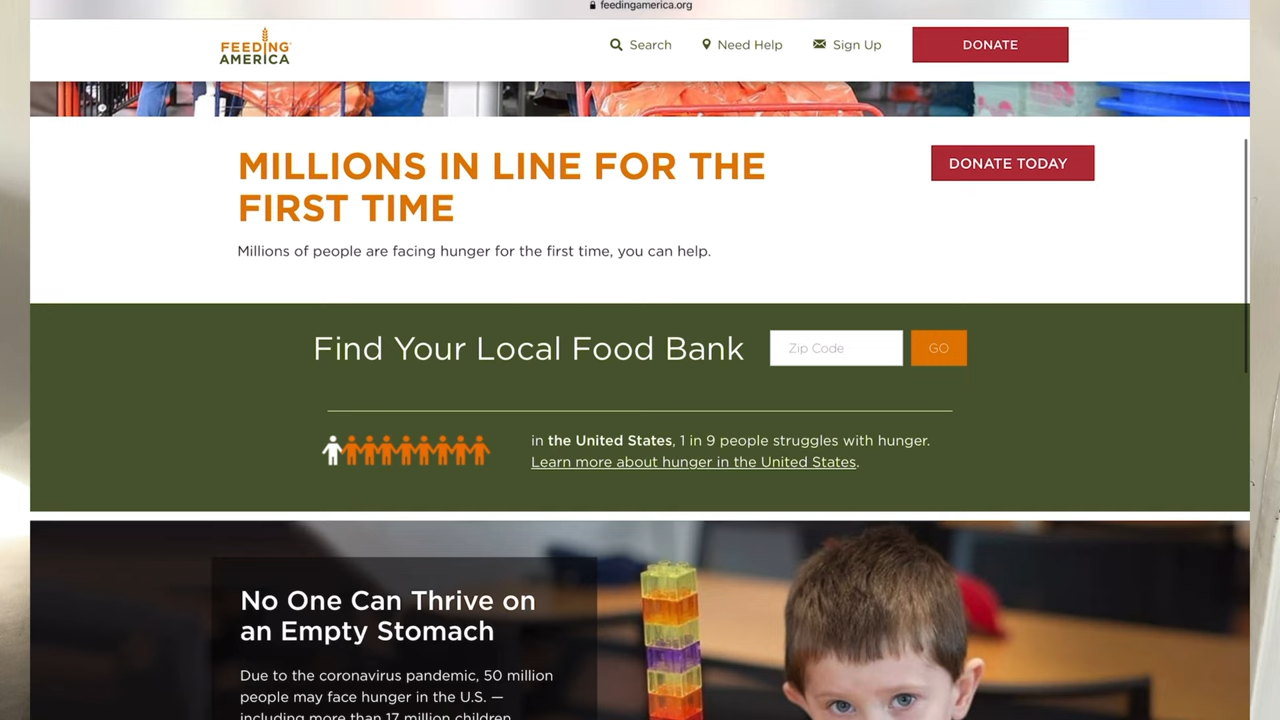 feedingamerica.org
FEEDING
AMERICA
Search
Need Help
Sign Up
DONATE
MILLIONS IN LINE FOR THE
FIRST TIME
DONATE TODAY
Millions of people are facing hunger for the first time, you can help.
Find Your Local Food Bank
Zip Code
GO
in the United States, 1 in 9 people struggles with hunger.
Learn more about hunger in the United States.
No One Can Thrive on
an Empty Stomach
Due to the coronavirus pandemic, 50 million
people may face hunger in the U.S. —
including more than 17 million children